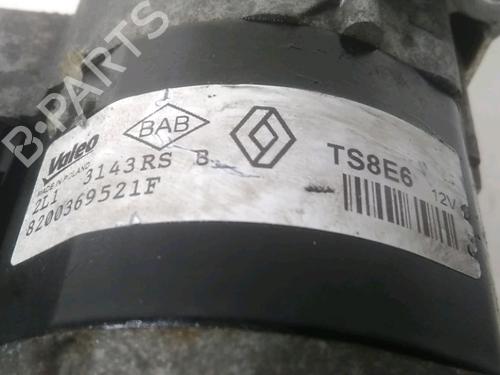 B-PARTS
Valeo
MADE IN POLAND
BAB
2L1 3143RS B
8200369521F
TS8E6
12V